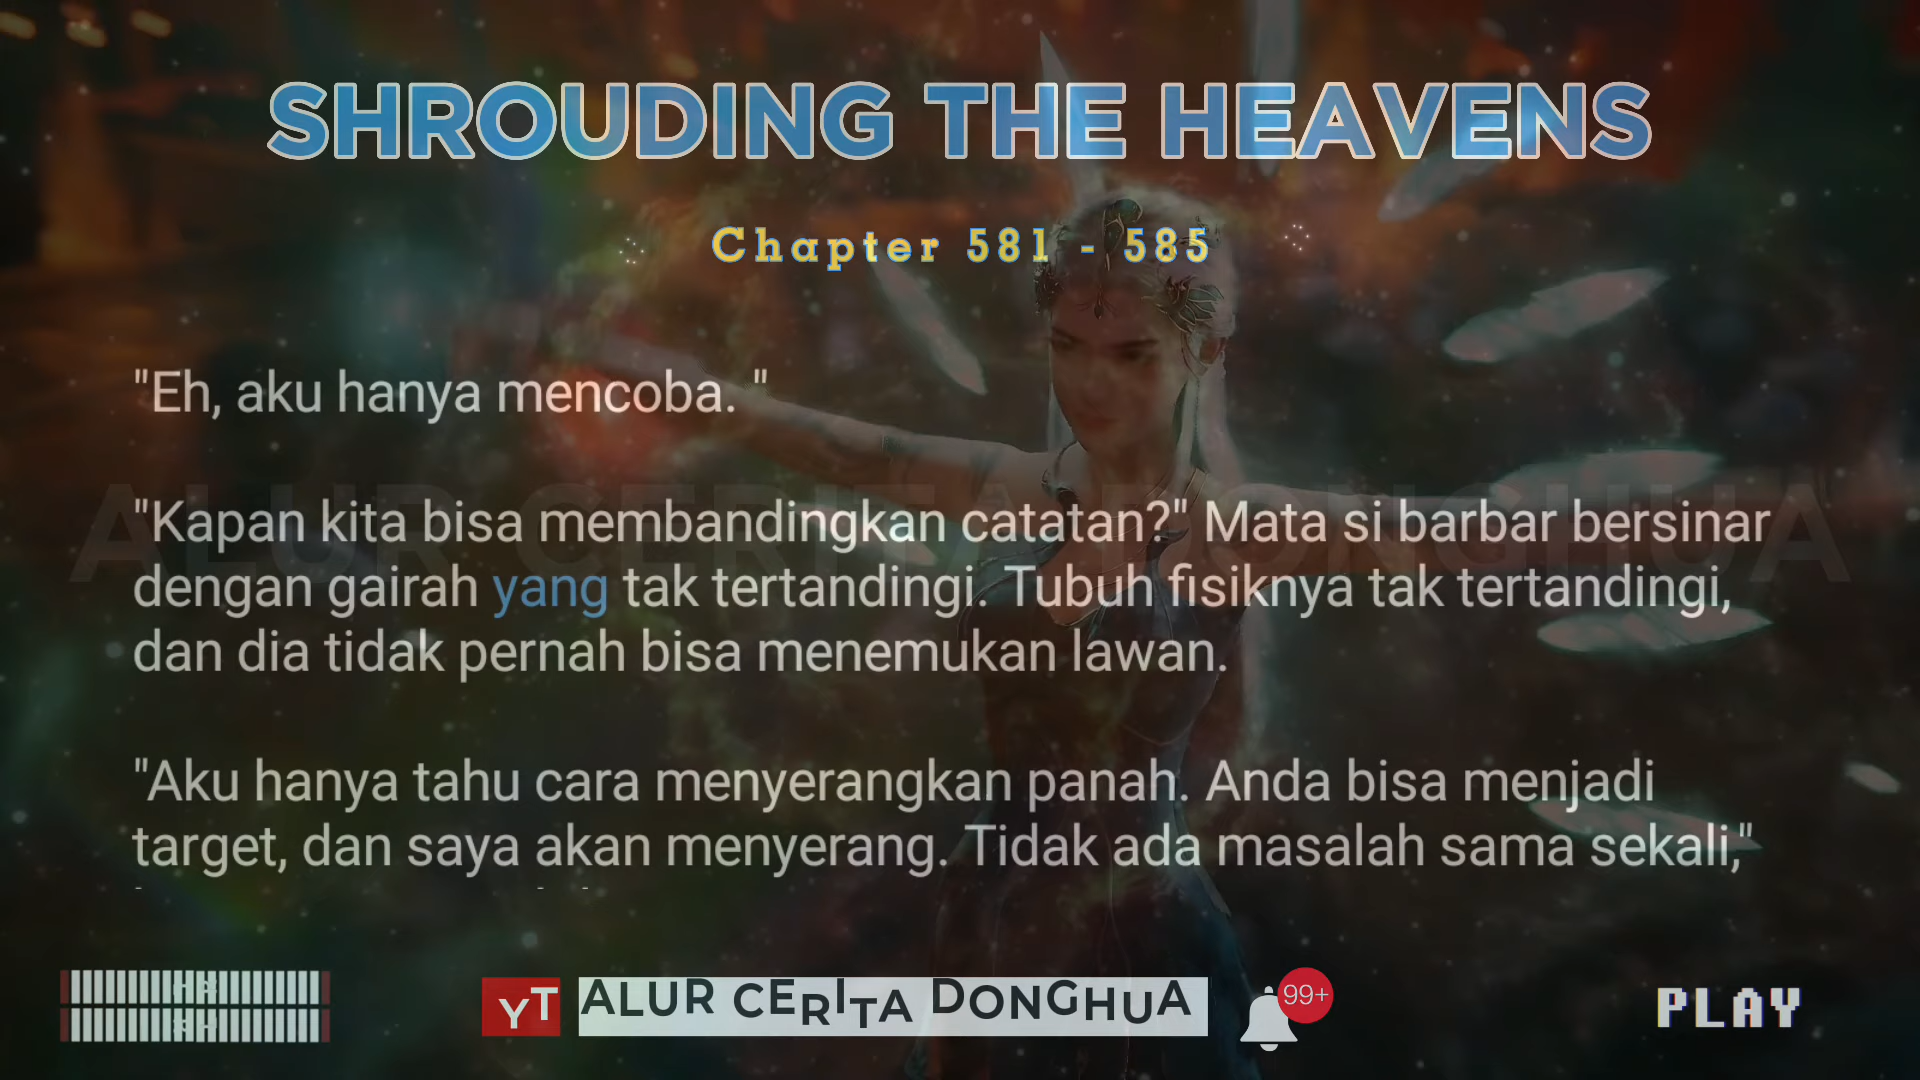 SHROUDING THE HEAVENS
Chapter 581 - 585
"Eh, aku hanya mencoba. "
"Kapan kita bisa membandingkan catatan?" Mata si barbar bersinar
dengan gairah yang tak tertandingi. Tubuh fisiknya tak tertandingi,
dan dia tidak pernah bisa menemukan lawan.
"Aku hanya tahu cara menyerangkan panah. Anda bisa menjadi
target, dan saya akan menyerang. Tidak ada masalah sama sekali,"
ALUR CERITA DONGHUA
YT ALUR CERITA DONGHUA
99+
PLAY